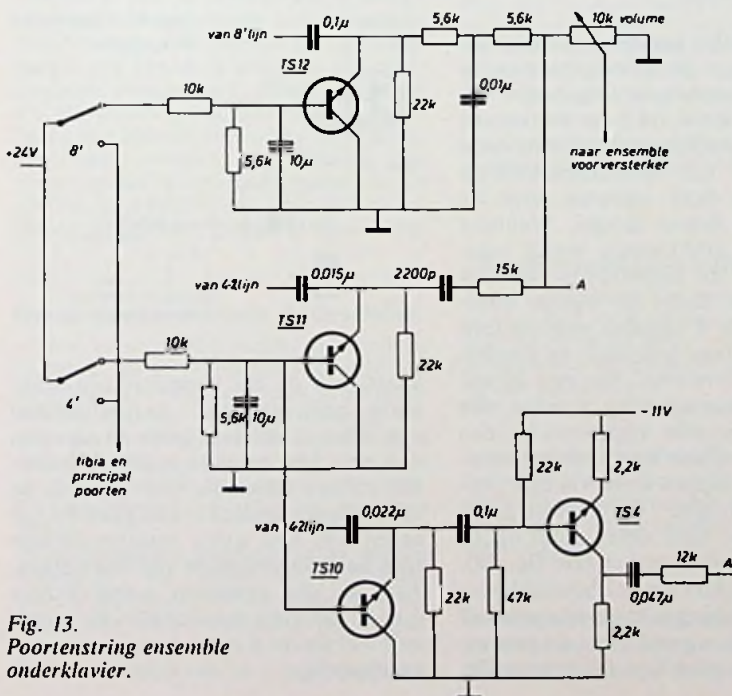 van 8'lijn
0,1µ
5,6k
5,6k
10k volume
TS12
10k
22k
0,01µ
+24V
8'
5,6k
10µ
naar ensemble
voorversterker
van 4-2lijn
0,015µ
2200p
15k
A
TS11
10k
22k
5,6k
10µ
4'
-11V
22k
2,2k
tibia en
principal
poorten
van 4-2lijn
0,022µ
0,1µ
TS4
TS10
12k
A
22k
47k
0,047µ
2,2k
Fig. 13.
Poortenstring ensemble
onderklavier.